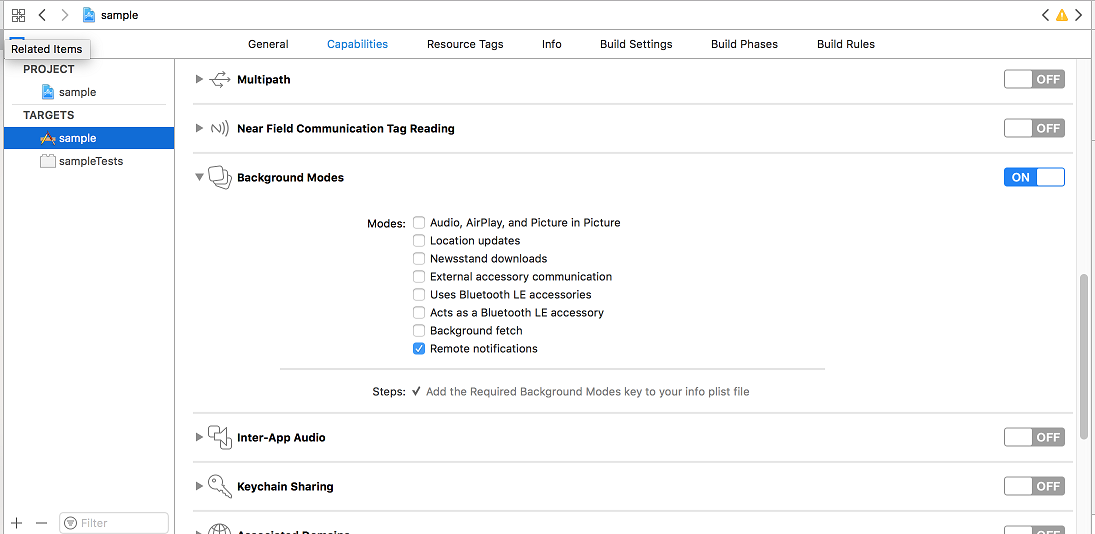 sample
Related Items
General Capabilities Resource Tags Info Build Settings Build Phases Build Rules
PROJECT
sample
TARGETS
sample
sampleTests
Filter
Multipath OFF
Near Field Communication Tag Reading OFF
Background Modes ON
Modes: Audio, AirPlay, and Picture in Picture
Location updates
Newsstand downloads
External accessory communication
Uses Bluetooth LE accessories
Acts as a Bluetooth LE accessory
Background fetch
Remote notifications
Steps: ✓ Add the Required Background Modes key to your info plist file
Inter-App Audio OFF
Keychain Sharing OFF
Associated Domains OFF